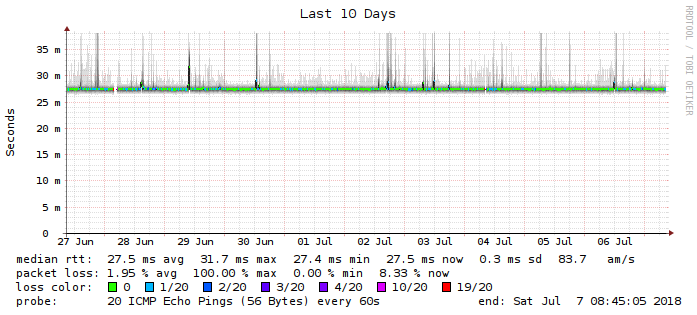 Last 10 Days
RRDTOOL / TOBI OETIKER
Seconds
35 m
30 m
25 m
20 m
15 m
10 m
5 m
0
27 Jun 28 Jun 29 Jun 30 Jun 01 Jul 02 Jul 03 Jul 04 Jul 05 Jul 06 Jul
median rtt: 27.5 ms avg 31.7 ms max 27.4 ms min 27.5 ms now 0.3 ms sd 83.7 am/s
packet loss: 1.95 % avg 100.00 % max 0.00 % min 8.33 % now
loss color: 0 1/20 2/20 3/20 4/20 10/20 19/20
probe: 20 ICMP Echo Pings (56 Bytes) every 60s end: Sat Jul 7 08:45:05 2018